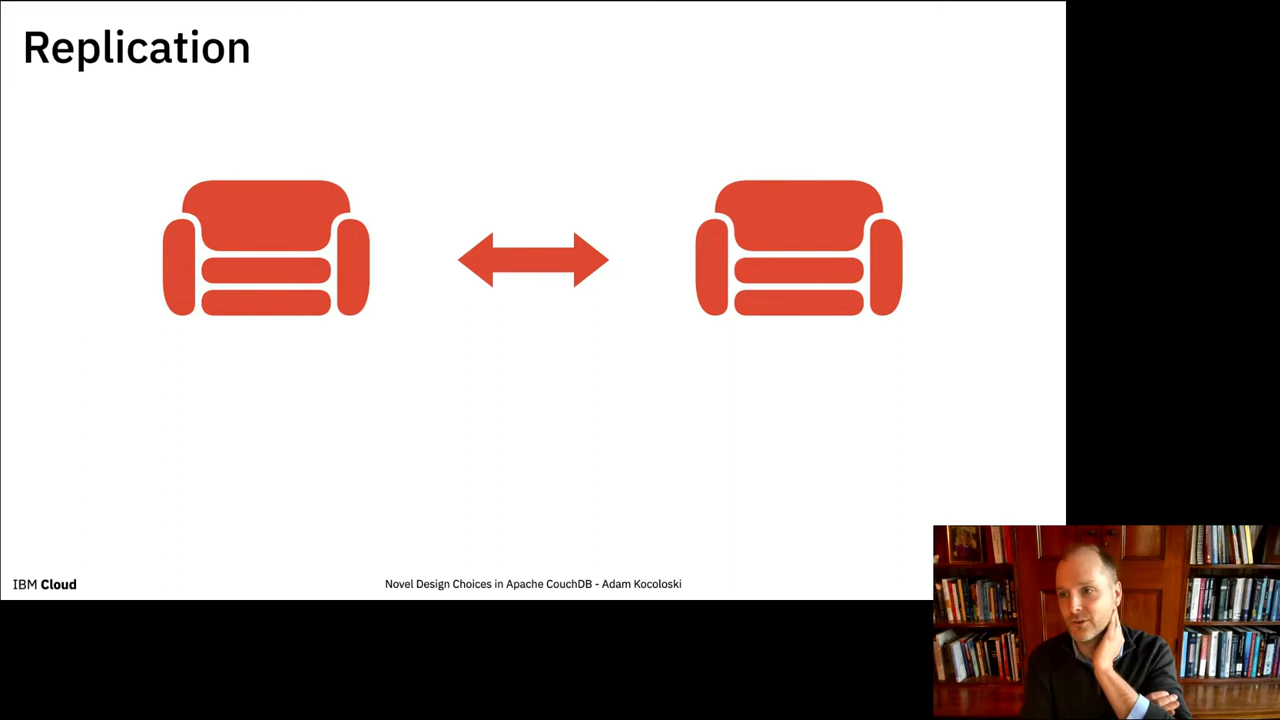 Replication
IBM Cloud
Novel Design Choices in Apache CouchDB - Adam Kocoloski